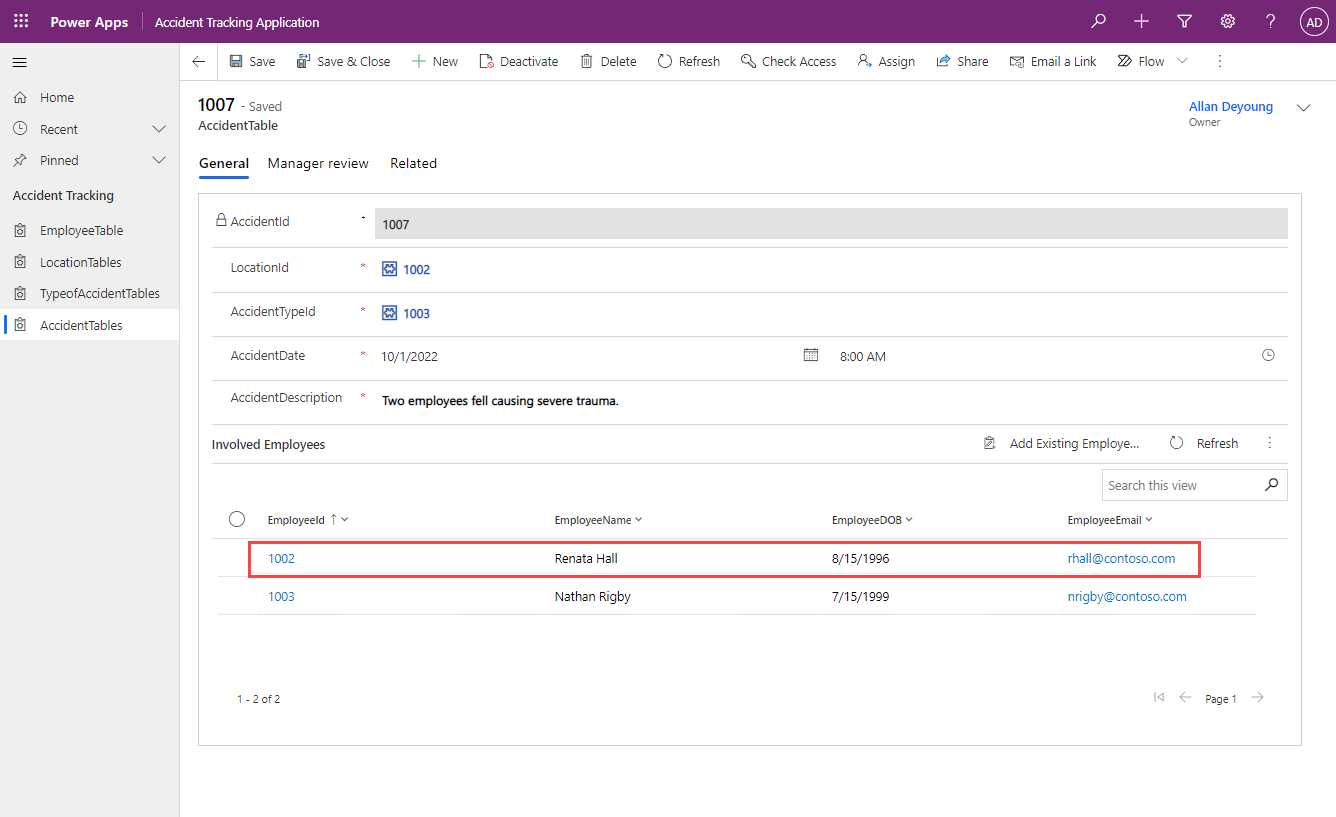 Power Apps Accident Tracking Application ? AD
Save Save & Close New Deactivate Delete Refresh Check Access Assign Share Email a Link Flow
Home
Recent
Pinned
Accident Tracking
EmployeeTable
LocationTables
TypeofAccidentTables
AccidentTables
1007 - Saved
AccidentTable
Allan Deyoung
Owner
General Manager review Related
AccidentId * 1007
LocationId * 1002
AccidentTypeId * 1003
AccidentDate * 10/1/2022 8:00 AM
AccidentDescription * Two employees fell causing severe trauma.
Involved Employees Add Existing Employe... Refresh
Search this view
EmployeeId ↑ EmployeeName EmployeeDOB EmployeeEmail
1002 Renata Hall 8/15/1996 rhall@contoso.com
1003 Nathan Rigby 7/15/1999 nrigby@contoso.com
1 - 2 of 2 Page 1